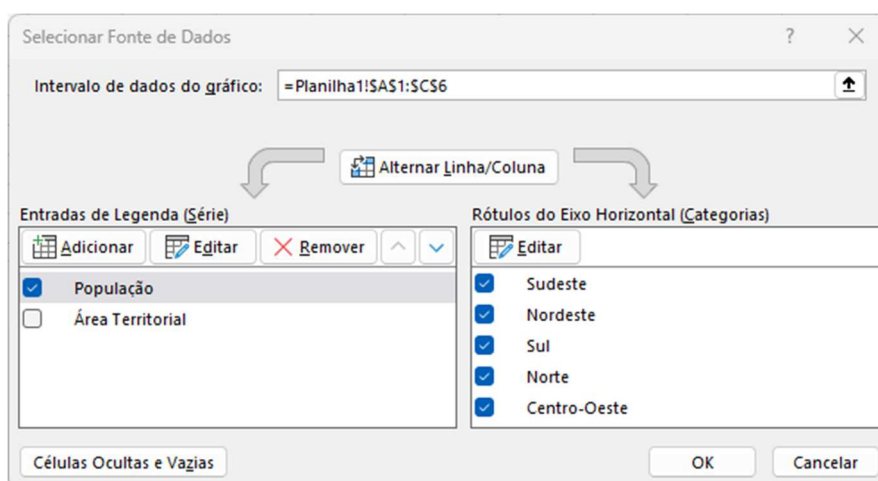 Selecionar Fonte de Dados ?
Intervalo de dados do gráfico: =Planilha1!$A$1:$C$6
Alternar Linha/Coluna
Entradas de Legenda (Série)
Adicionar Editar Remover
População
Área Territorial
Rótulos do Eixo Horizontal (Categorias)
Editar
Sudeste
Nordeste
Sul
Norte
Centro-Oeste
Células Ocultas e Vazias OK Cancelar